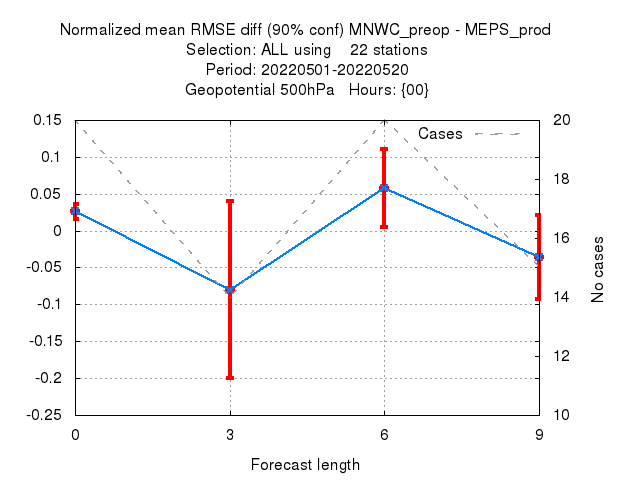 Normalized mean RMSE diff (90% conf) MNWC_preop - MEPS_prod
Selection: ALL using    22 stations
Period: 20220501-20220520
Geopotential 500hPa   Hours: {00}
Cases
0.15
0.1
0.05
0
-0.05
-0.1
-0.15
-0.2
-0.25
20
18
16
14
12
10
No cases
0
3
6
9
Forecast length